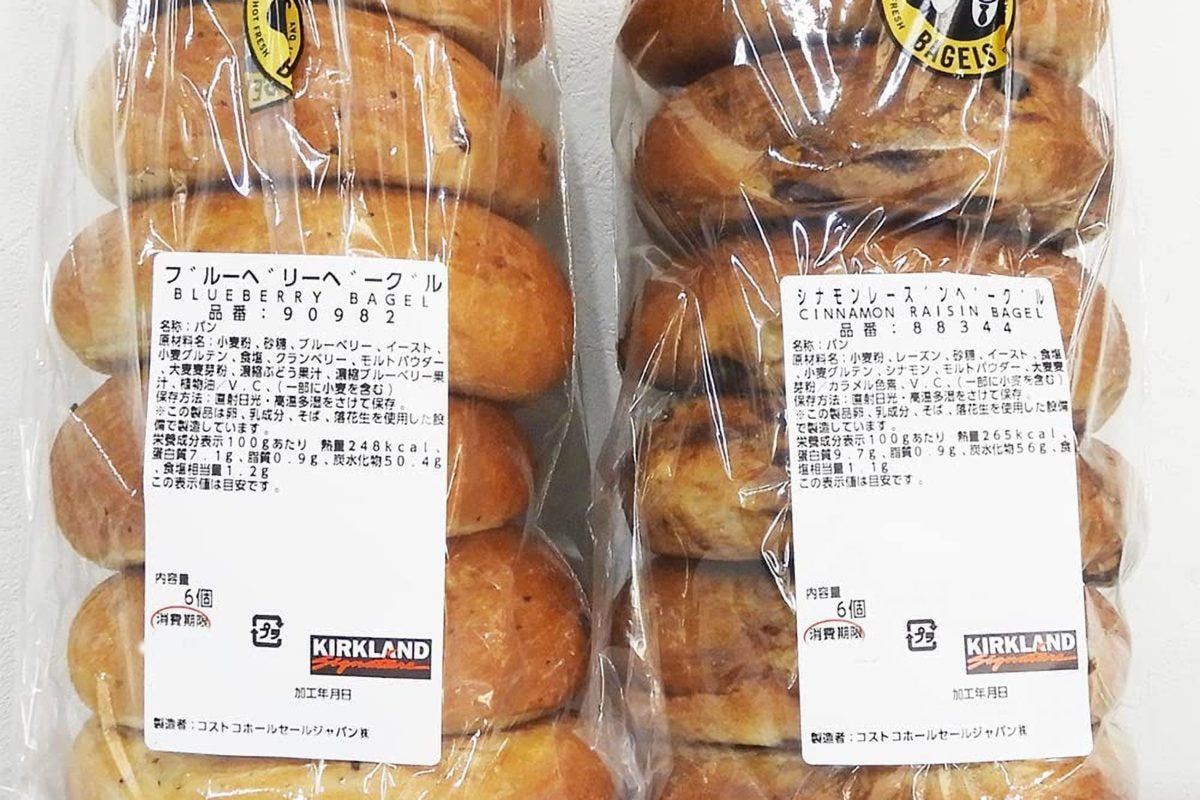 HOT FRESH
DAY
ブルーベリーベーグル
BLUEBERRY BAGEL
品番:90982
名称:パン
原材料名:小麦粉、砂糖、ブルーベリー、イースト、
小麦グルテン、食塩、クランベリー、モルトパウダー
、大麦麦芽粉、濃縮ぶどう果汁、濃縮ブルーベリー果
汁、植物油/V.C、(一部に小麦を含む)
保存方法:直射日光・高温多湿をさけて保存。
※この製品は卵、乳成分、そば、落花生を使用した設備
で製造しています。
栄養成分表示100gあたり 熱量248kcal、
蛋白質7.1g、脂質0.9g、炭水化物50.4g
、食塩相当量1.2g
この表示値は目安です。
内容量
6個
消費期限
プラ
KIRKLAND
Signature
加工年月日
製造者:コストコホールセールジャパン㈱
FRESH
BAGELS
シナモンレーズンベーグル
CINNAMON RAISIN BAGEL
品番:88344
名称:パン
原材料名:小麦粉、レーズン、砂糖、イースト、食塩
、小麦グルテン、シナモン、モルトパウダー、大麦麦
芽粉/カラメル色素、V.C、(一部に小麦を含む)
保存方法:直射日光・高温多湿をさけて保存。
※この製品卵、乳成分、そば、落花生を使用した設備
で製造しています。
栄養成分表示100gあたり 熱量265kcal、
蛋白質9.7g、脂質0.9g、炭水化物56g、食
塩相当量1.1g
この表示値は目安です。
内容量
6個
消費期限
プラ
KIRKLAND
Signature
加工年月日
製造者:コストコホールセールジャパン㈱